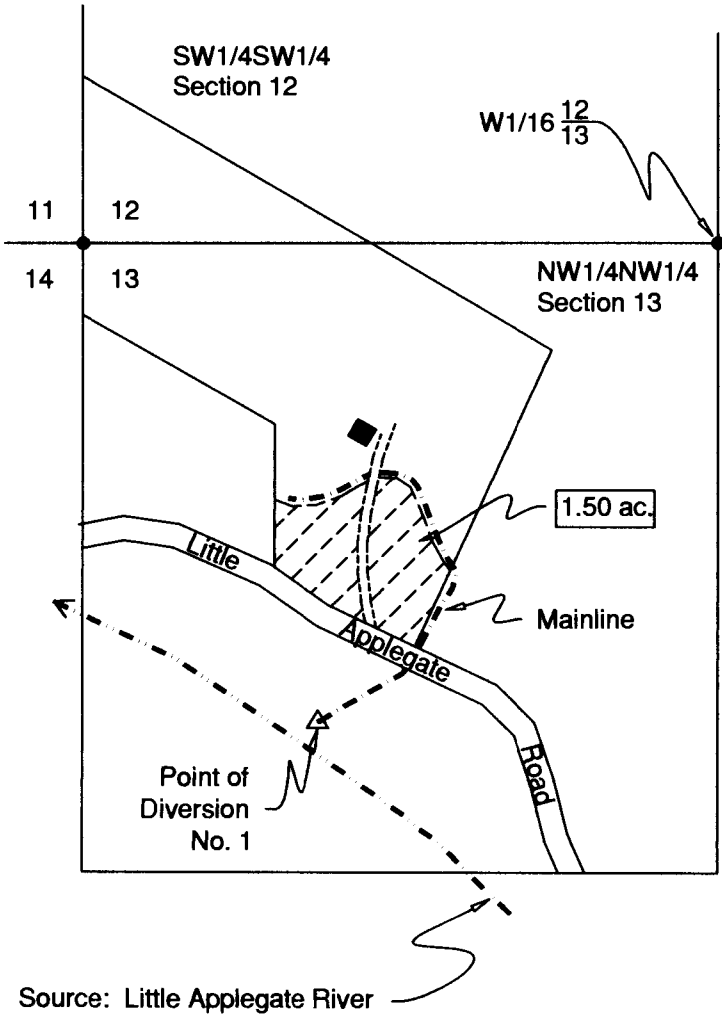 SW1/4SW1/4
Section 12
W1/16 12
13
11
12
14
13
NW1/4NW1/4
Section 13
1.50 ac.
Little
Mainline
Applegate
Road
Point of
Diversion
No. 1
Source: Little Applegate River